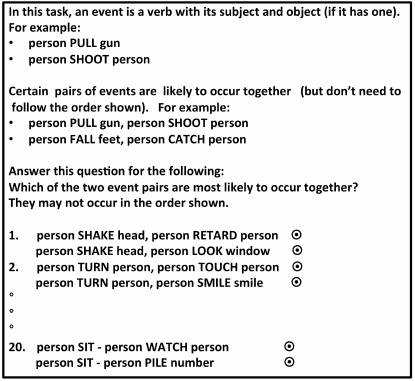 In this task, an event is a verb with its subject and object (if it has one).
For example:
• person PULL gun
• person SHOOT person
Certain pairs of events are likely to occur together (but don't need to
follow the order shown). For example:
• person PULL gun, person SHOOT person
• person FALL feet, person CATCH person
Answer this question for the following:
Which of the two event pairs are most likely to occur together?
They may not occur in the order shown.
1. person SHAKE head, person RETARD person
person SHAKE head, person LOOK window
2. person TURN person, person TOUCH person
person TURN person, person SMILE smile
20. person SIT - person WATCH person
person SIT - person PILE number